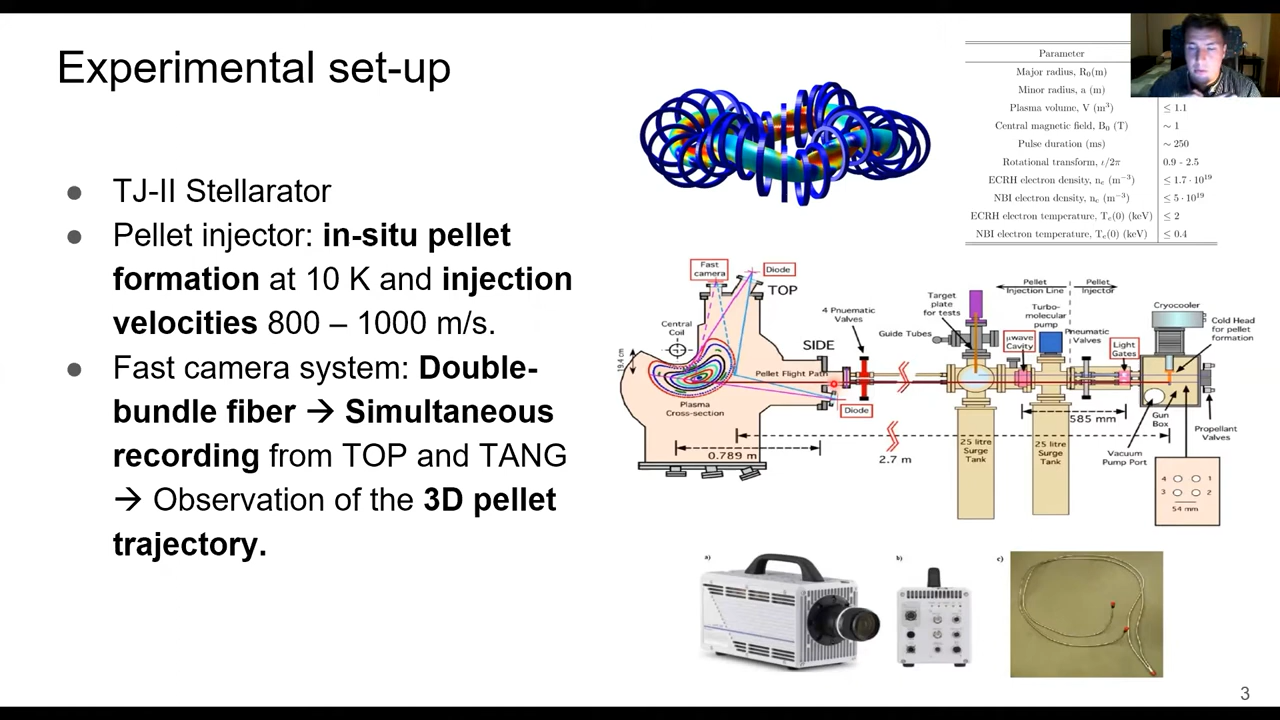 Experimental set-up
● TJ-II Stellarator
● Pellet injector: in-situ pellet
formation at 10 K and injection
velocities 800 – 1000 m/s.
● Fast camera system: Double-
bundle fiber → Simultaneous
recording from TOP and TANG
→ Observation of the 3D pellet
trajectory.
Parameter
Major radius, R₀(m)
Minor radius, a (m)
Plasma volume, V (m³) ≤ 1.1
Central magnetic field, B₀ (T) ~ 1
Pulse duration (ms) ~ 250
Rotational transform, ι/2π 0.9 - 2.5
ECRH electron density, nₑ (m⁻³) ≤ 1.7 · 10¹⁹
NBI electron density, nₑ (m⁻³) ≤ 5 · 10¹⁹
ECRH electron temperature, Tₑ(0) (keV) ≤ 2
NBI electron temperature, Tₑ(0) (keV) ≤ 0.4
Fast
camera
Diode
TOP
Central
Coil
19.4 cm
Plasma
Cross-section
SIDE
Pellet Flight Path
Diode
0.789 m
2.7 m
4 Pnuematic
Valves
Guide Tubes
Target
plate
for tests
Pellet
Injection Line
Pellet
Injector
Turbo-
molecular
pump
μwave
Cavity
Pneumatic
Valves
Light
Gates
Cryocooler
Cold Head
for pellet
formation
585 mm
25 litre
Surge
Tank
25 litre
Surge
Tank
Vacuum
Pump Port
Gun
Box
Propellant
Valves
4 1
3 2
54 mm
a)
b)
c)
3